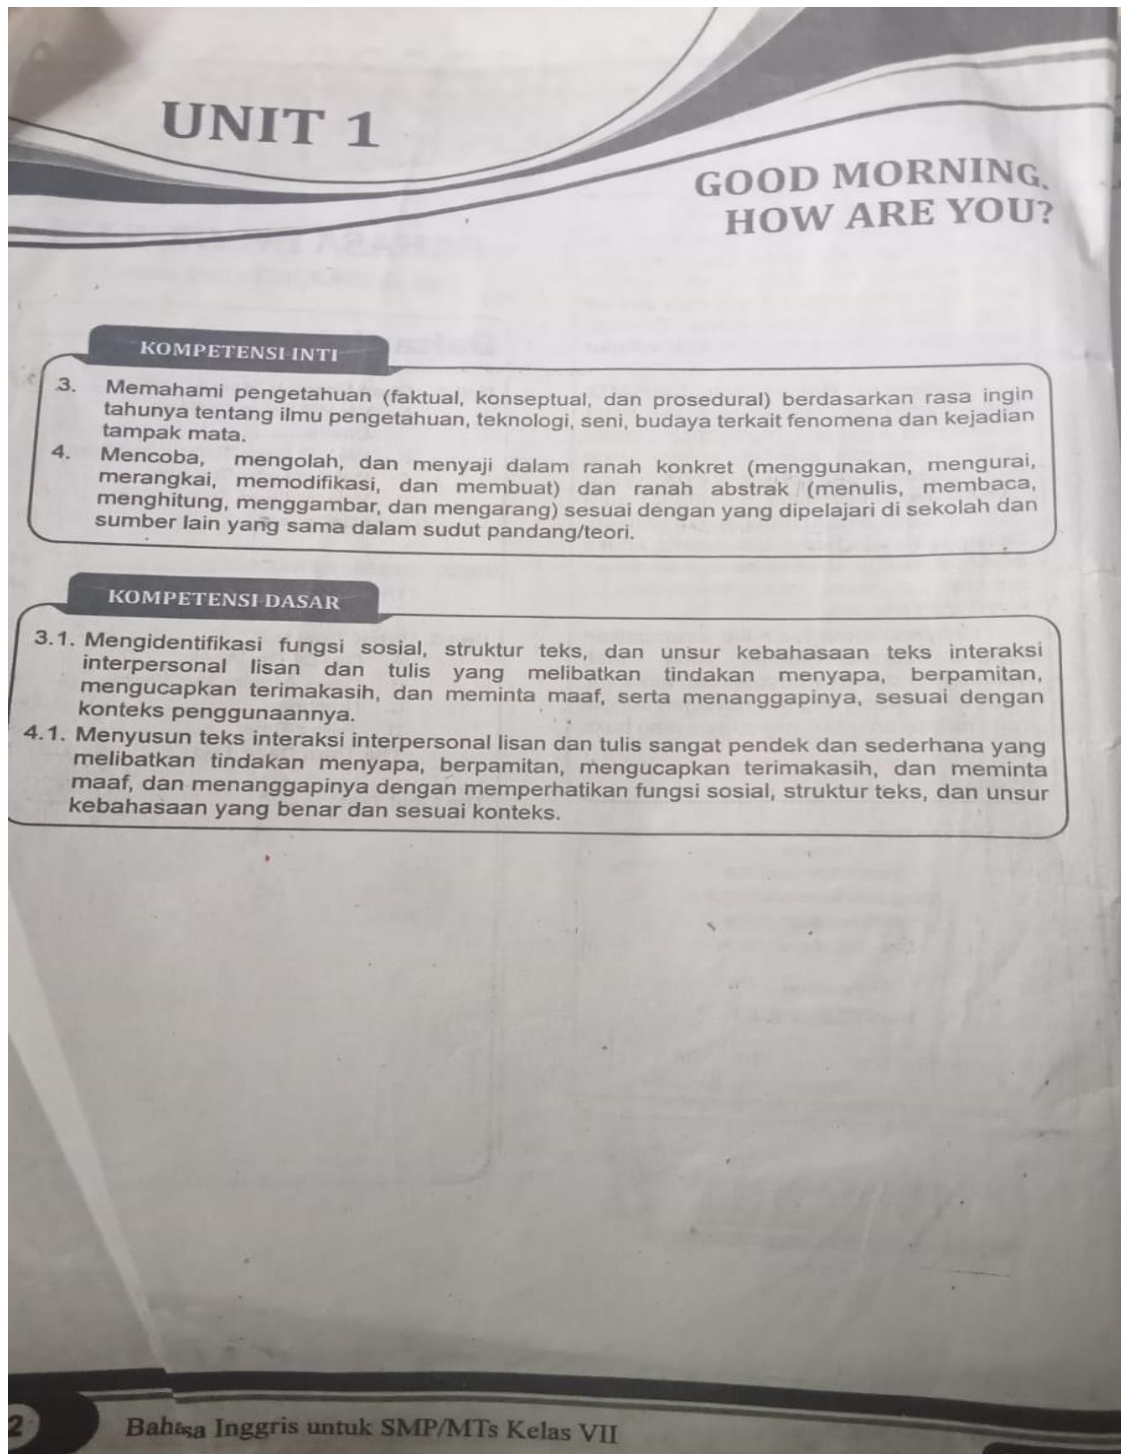 UNIT 1
GOOD MORNING,
HOW ARE YOU?
KOMPETENSI INTI
3. Memahami pengetahuan (faktual, konseptual, dan prosedural) berdasarkan rasa ingin
tahunya tentang ilmu pengetahuan, teknologi, seni, budaya terkait fenomena dan kejadian
tampak mata.
4. Mencoba, mengolah, dan menyaji dalam ranah konkret (menggunakan, mengurai,
merangkai, memodifikasi, dan membuat) dan ranah abstrak (menulis, membaca,
menghitung, menggambar, dan mengarang) sesuai dengan yang dipelajari di sekolah dan
sumber lain yang sama dalam sudut pandang/teori.
KOMPETENSI DASAR
3.1. Mengidentifikasi fungsi sosial, struktur teks, dan unsur kebahasaan teks interaksi
interpersonal lisan dan tulis yang melibatkan tindakan menyapa, berpamitan,
mengucapkan terimakasih, dan meminta maaf, serta menanggapinya, sesuai dengan
konteks penggunaannya.
4.1. Menyusun teks interaksi interpersonal lisan dan tulis sangat pendek dan sederhana yang
melibatkan tindakan menyapa, berpamitan, mengucapkan terimakasih, dan meminta
maaf, dan menanggapinya dengan memperhatikan fungsi sosial, struktur teks, dan unsur
kebahasaan yang benar dan sesuai konteks.
2 Bahasa Inggris untuk SMP/MTs Kelas VII